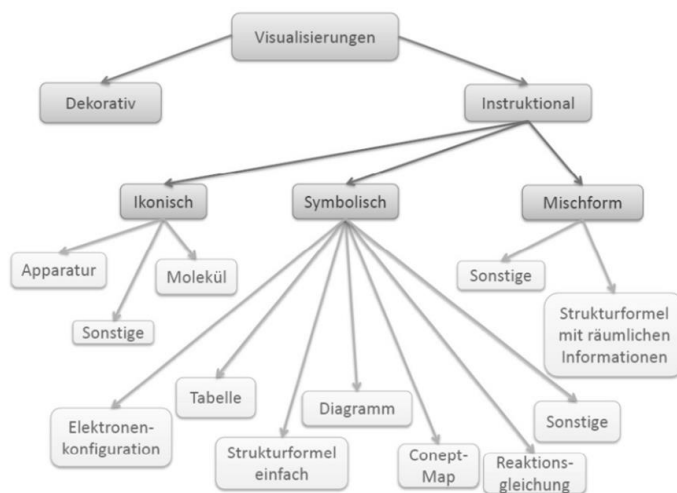 Visualisierungen
Dekorativ
Instruktional
Ikonisch
Symbolisch
Mischform
Apparatur
Molekül
Sonstige
Sonstige
Strukturformel
mit räumlichen
Informationen
Elektronen-
konfiguration
Tabelle
Strukturformel
einfach
Diagramm
Conept-
Map
Reaktions-
gleichung
Sonstige